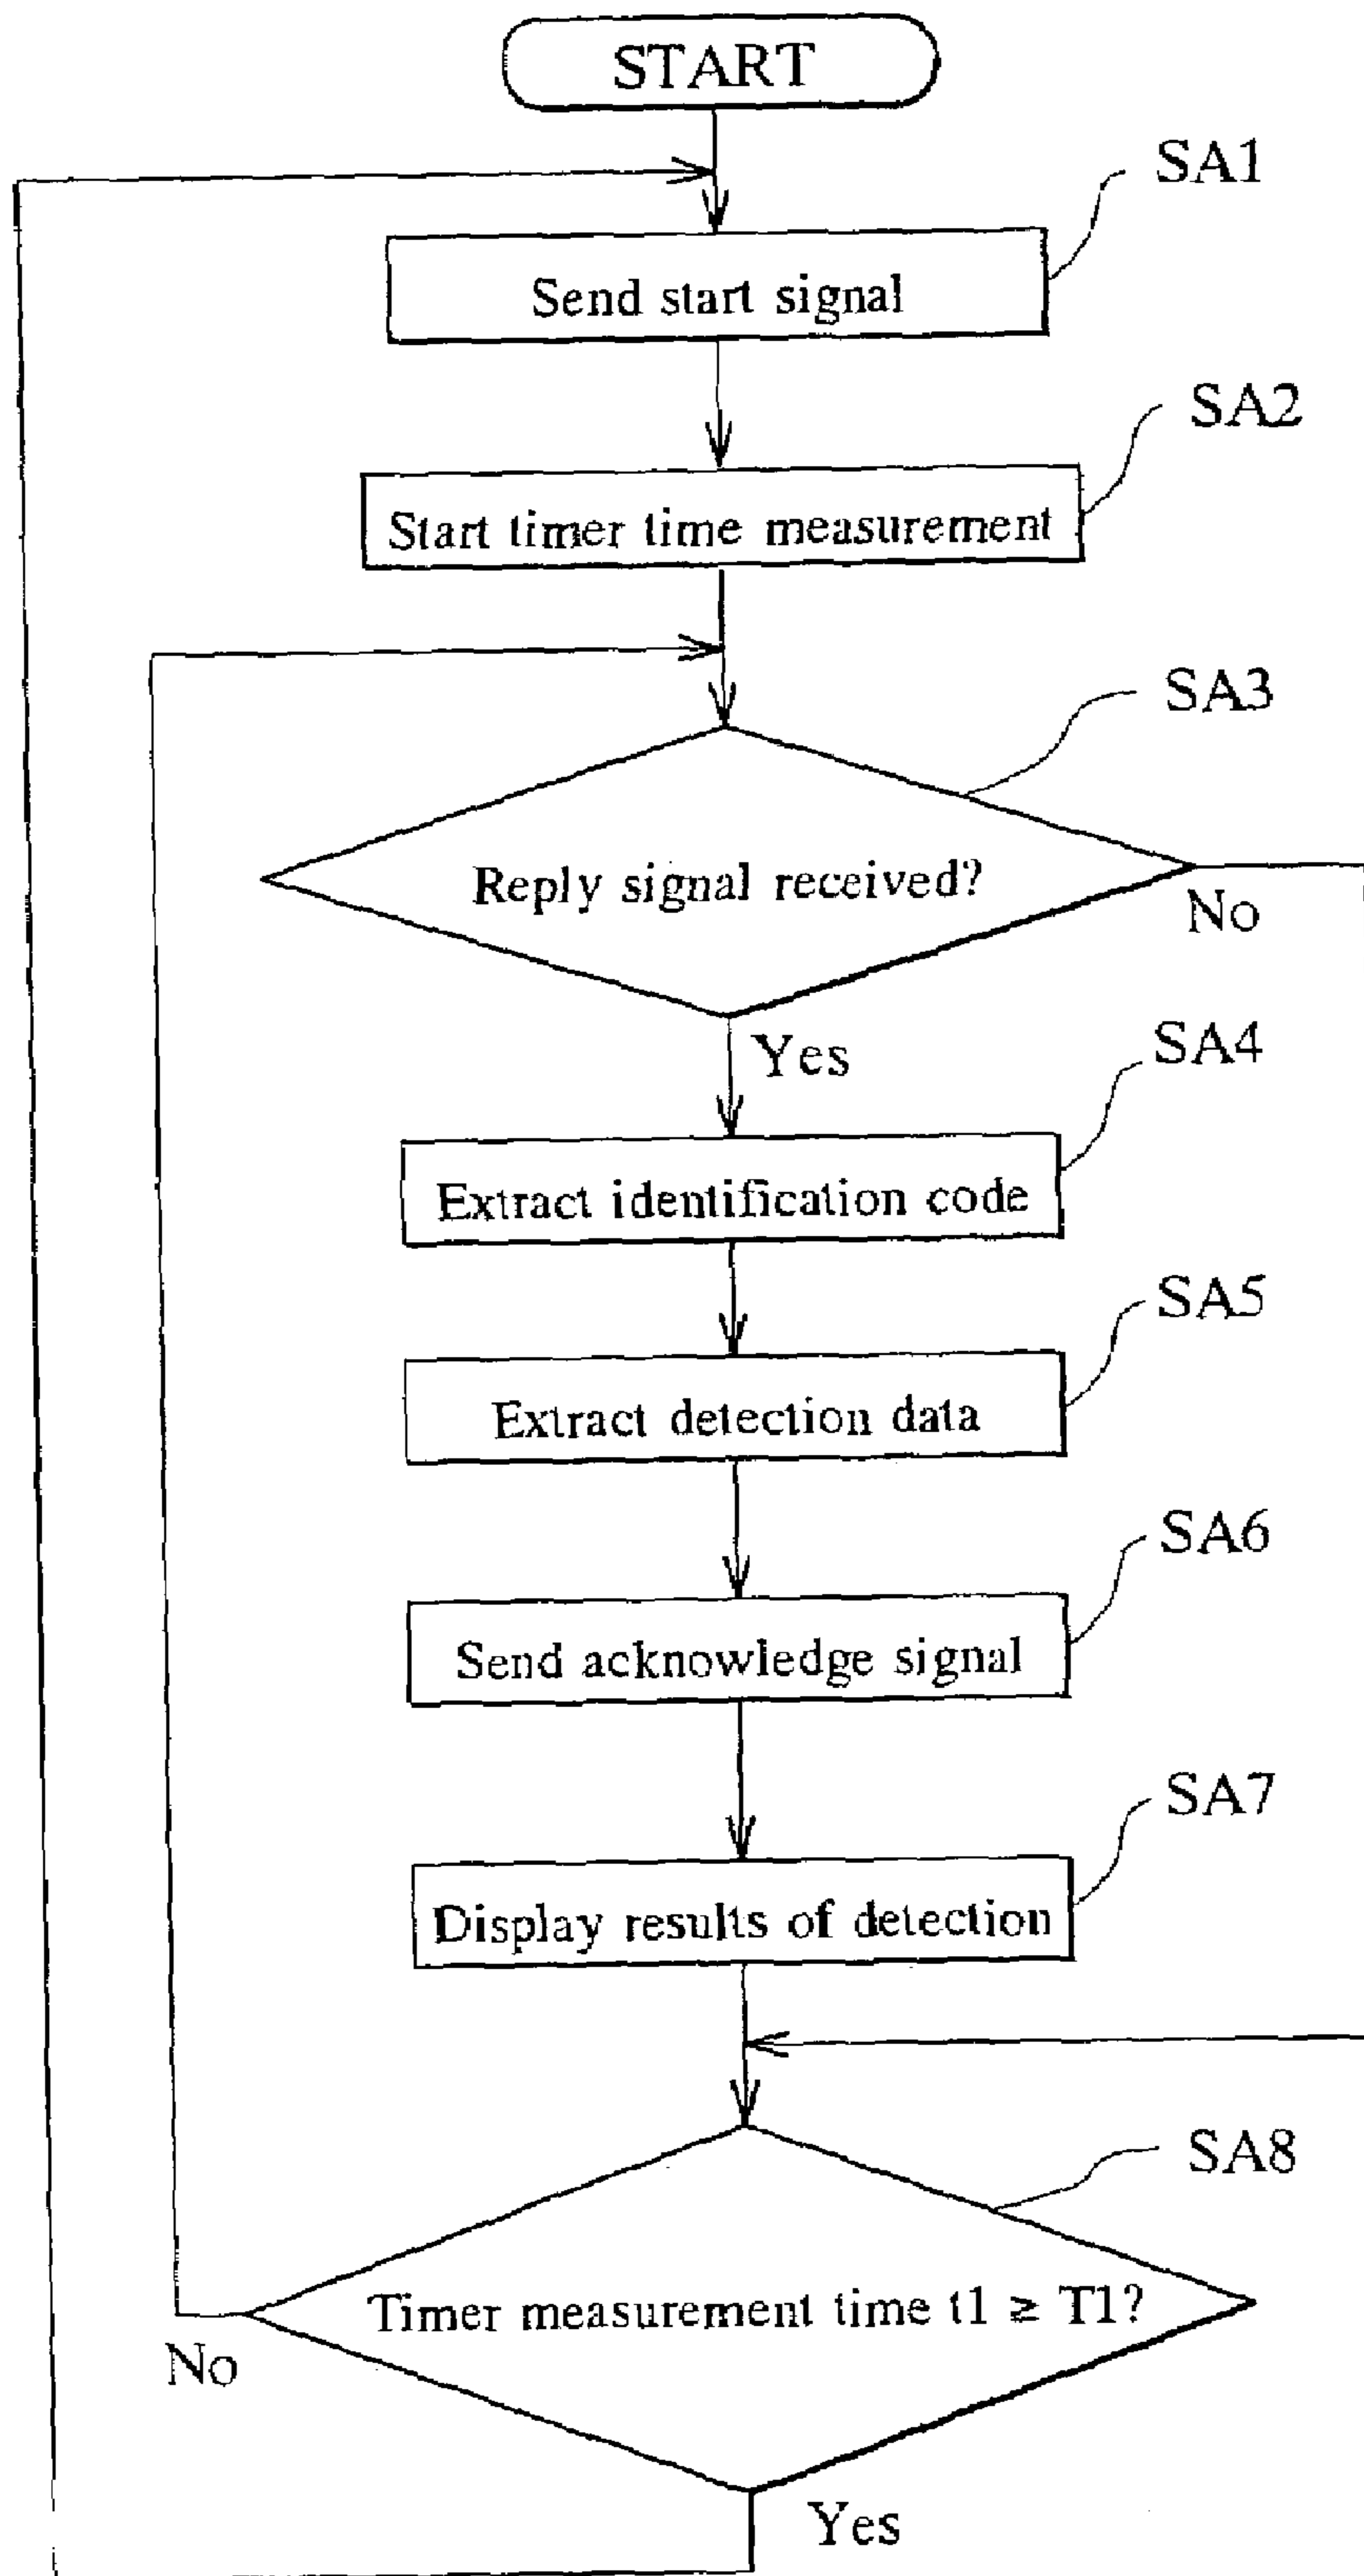 START
SA1
Send start signal
SA2
Start timer time measurement
SA3
Reply signal received?
No
Yes
SA4
Extract identification code
SA5
Extract detection data
SA6
Send acknowledge signal
SA7
Display results of detection
SA8
Timer measurement time t1 ≥ T1?
No
Yes